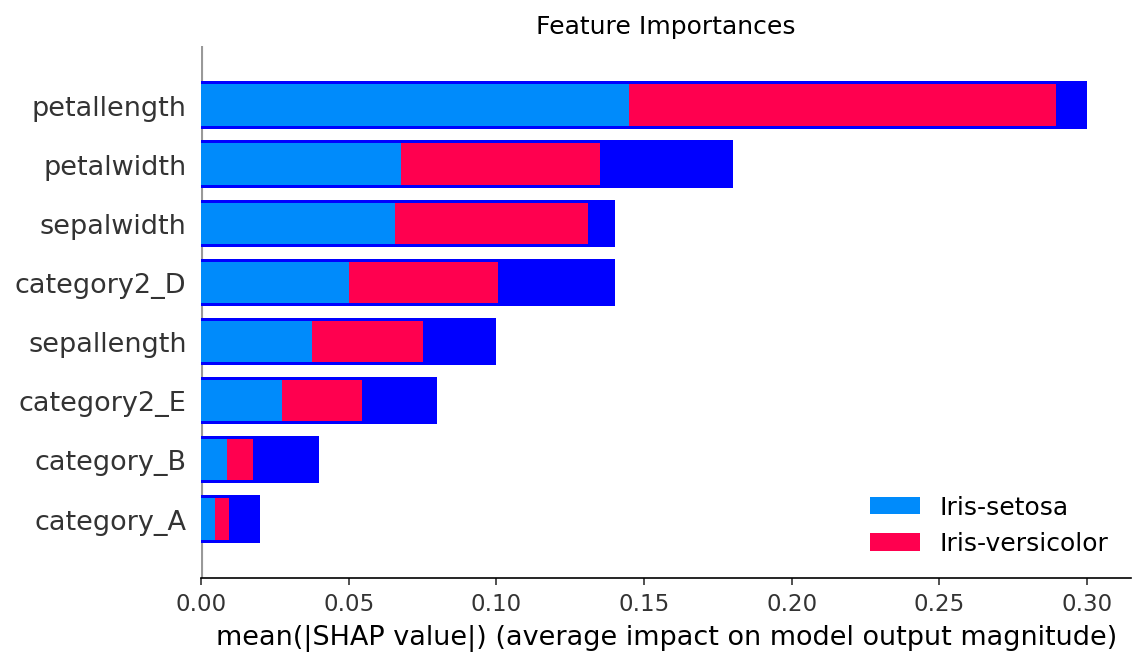 Feature Importances
petallength
petalwidth
sepalwidth
category2_D
sepallength
category2_E
category_B
category_A
Iris-setosa
Iris-versicolor
0.00 0.05 0.10 0.15 0.20 0.25 0.30
mean(|SHAP value|) (average impact on model output magnitude)